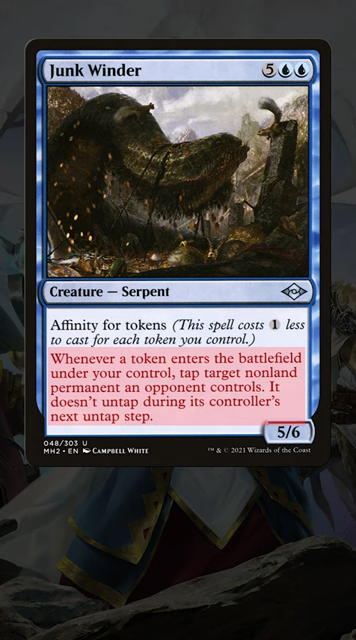 Junk Winder 5
Creature — Serpent
Affinity for tokens (This spell costs 1 less
to cast for each token you control.)
Whenever a token enters the battlefield
under your control, tap target nonland
permanent an opponent controls. It
doesn't untap during its controller's
next untap step.
5/6
048/303 U
MH2 • EN Campbell White
™ & © 2021 Wizards of the Coast